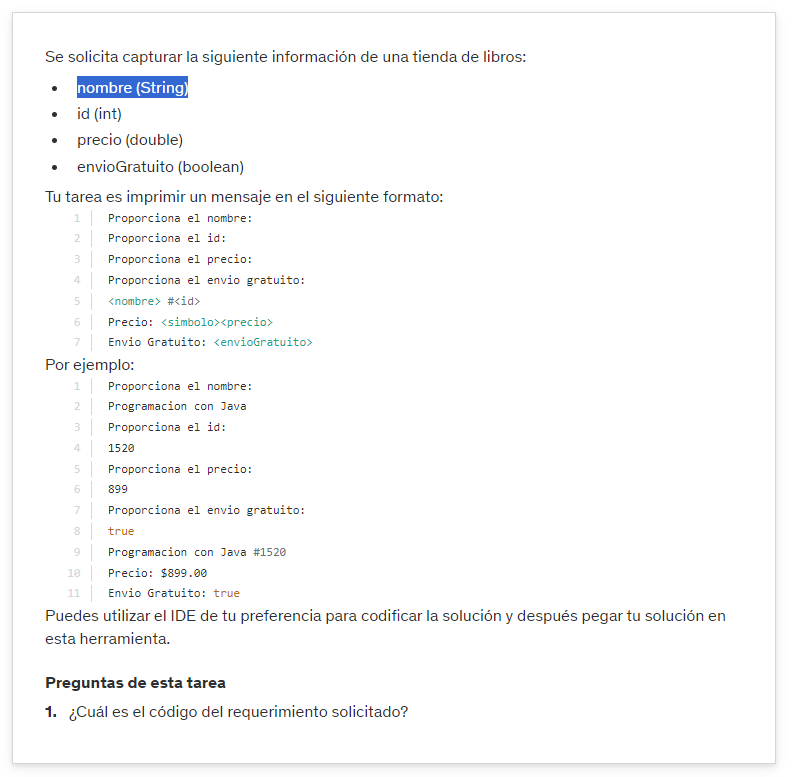 Se solicita capturar la siguiente información de una tienda de libros:
• nombre (String)
• id (int)
• precio (double)
• envioGratuito (boolean)
Tu tarea es imprimir un mensaje en el siguiente formato:
1 Proporciona el nombre:
2 Proporciona el id:
3 Proporciona el precio:
4 Proporciona el envio gratuito:
5 <nombre> #<id>
6 Precio: <simbolo><precio>
7 Envio Gratuito: <envioGratuito>
Por ejemplo:
1 Proporciona el nombre:
2 Programacion con Java
3 Proporciona el id:
4 1520
5 Proporciona el precio:
6 899
7 Proporciona el envio gratuito:
8 true
9 Programacion con Java #1520
10 Precio: $899.00
11 Envio Gratuito: true
Puedes utilizar el IDE de tu preferencia para codificar la solución y después pegar tu solución en
esta herramienta.
Preguntas de esta tarea
1. ¿Cuál es el código del requerimiento solicitado?